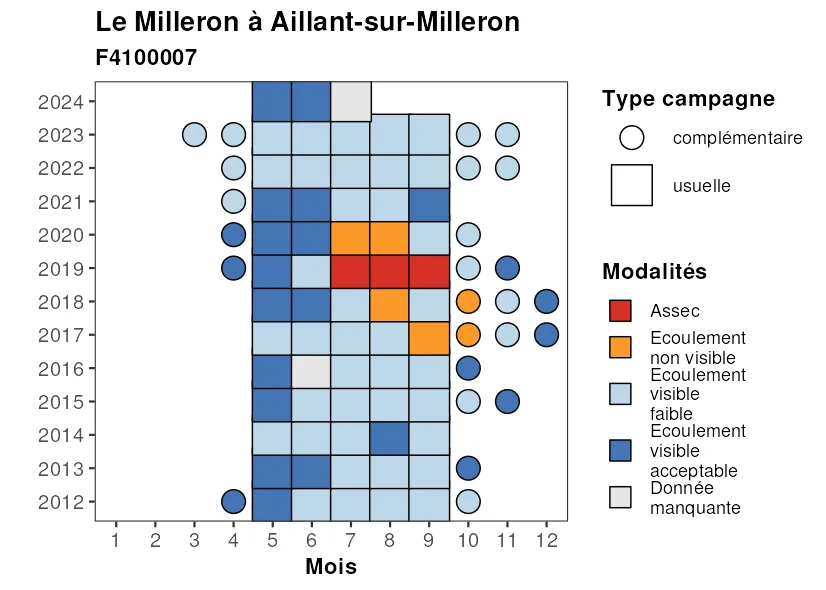 Le Milleron à Aillant-sur-Milleron
F4100007
2024
2023
2022
2021
2020
2019
2018
2017
2016
2015
2014
2013
2012
1 2 3 4 5 6 7 8 9 10 11 12
Mois
Type campagne
complémentaire
usuelle
Modalités
Assec
Ecoulement
non visible
Ecoulement
visible
faible
Ecoulement
visible
acceptable
Donnée
manquante